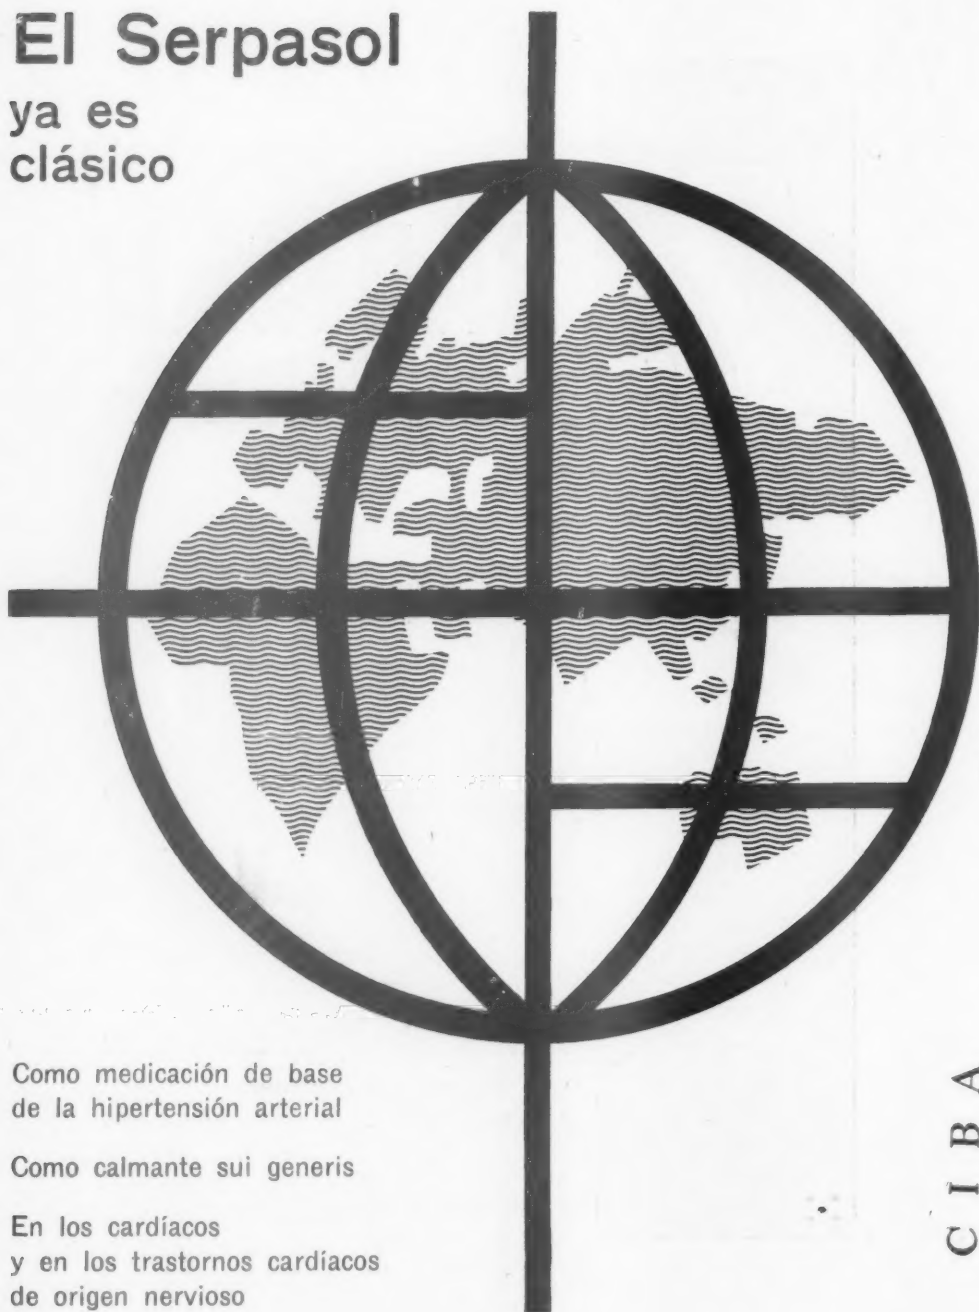 El Serpasol
ya es
clásico
Como medicación de base
de la hipertensión arterial
Como calmante sui generis
En los cardíacos
y en los trastornos cardíacos
de origen nervioso
CIBA